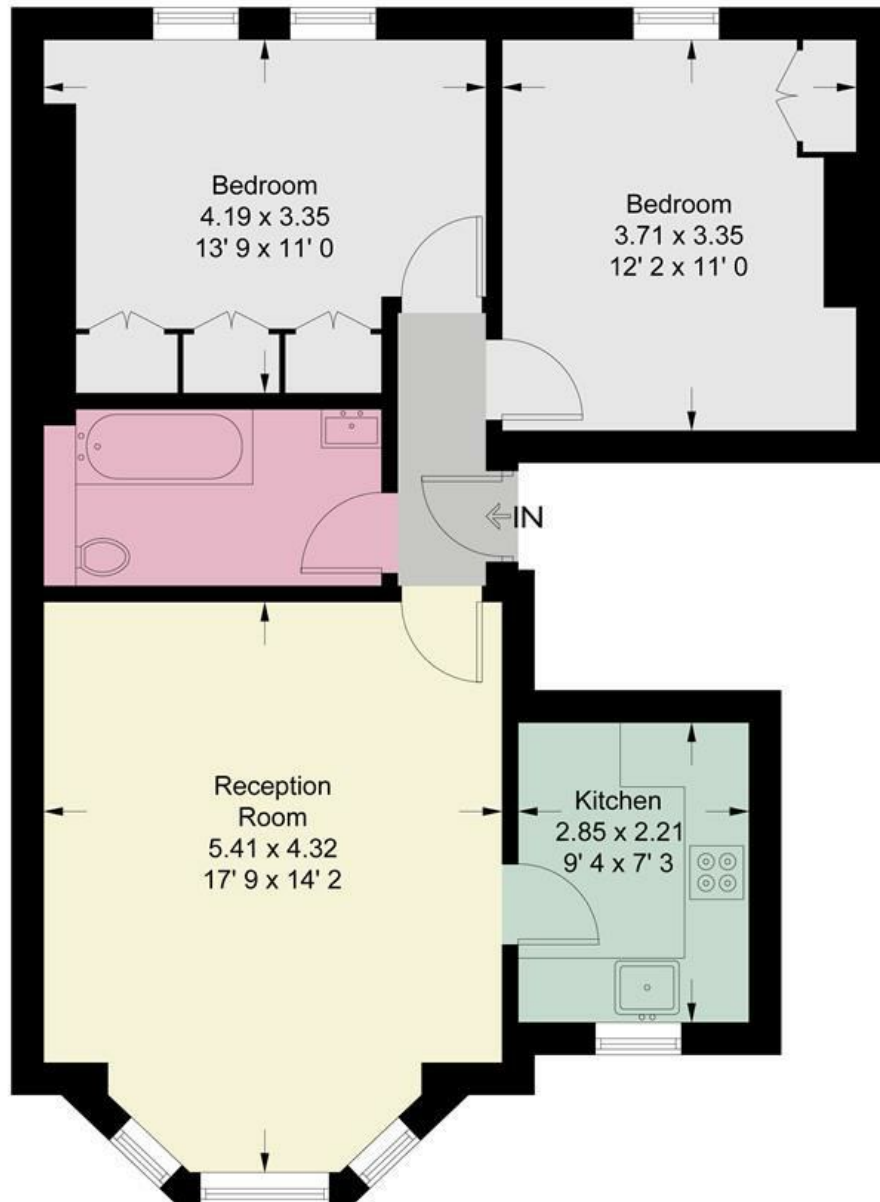 Bedroom
4.19 x 3.35
13' 9 x 11' 0
Bedroom
3.71 x 3.35
12' 2 x 11' 0
IN
Reception
Room
5.41 x 4.32
17' 9 x 14' 2
Kitchen
2.85 x 2.21
9' 4 x 7' 3